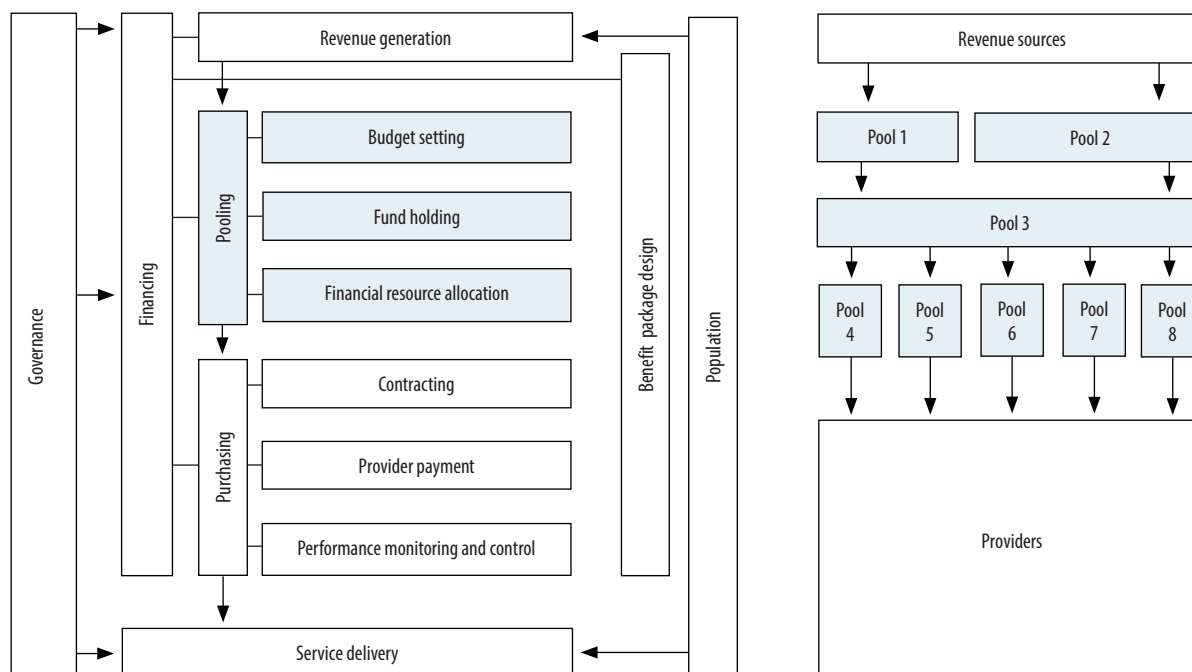 Governance
Financing
Revenue generation
Pooling
Budget setting
Fund holding
Financial resource allocation
Purchasing
Contracting
Provider payment
Performance monitoring and control
Service delivery
Benefit package design
Population
Revenue sources
Pool 1
Pool 2
Pool 3
Pool
4
Pool
5
Pool
6
Pool
7
Pool
8
Providers